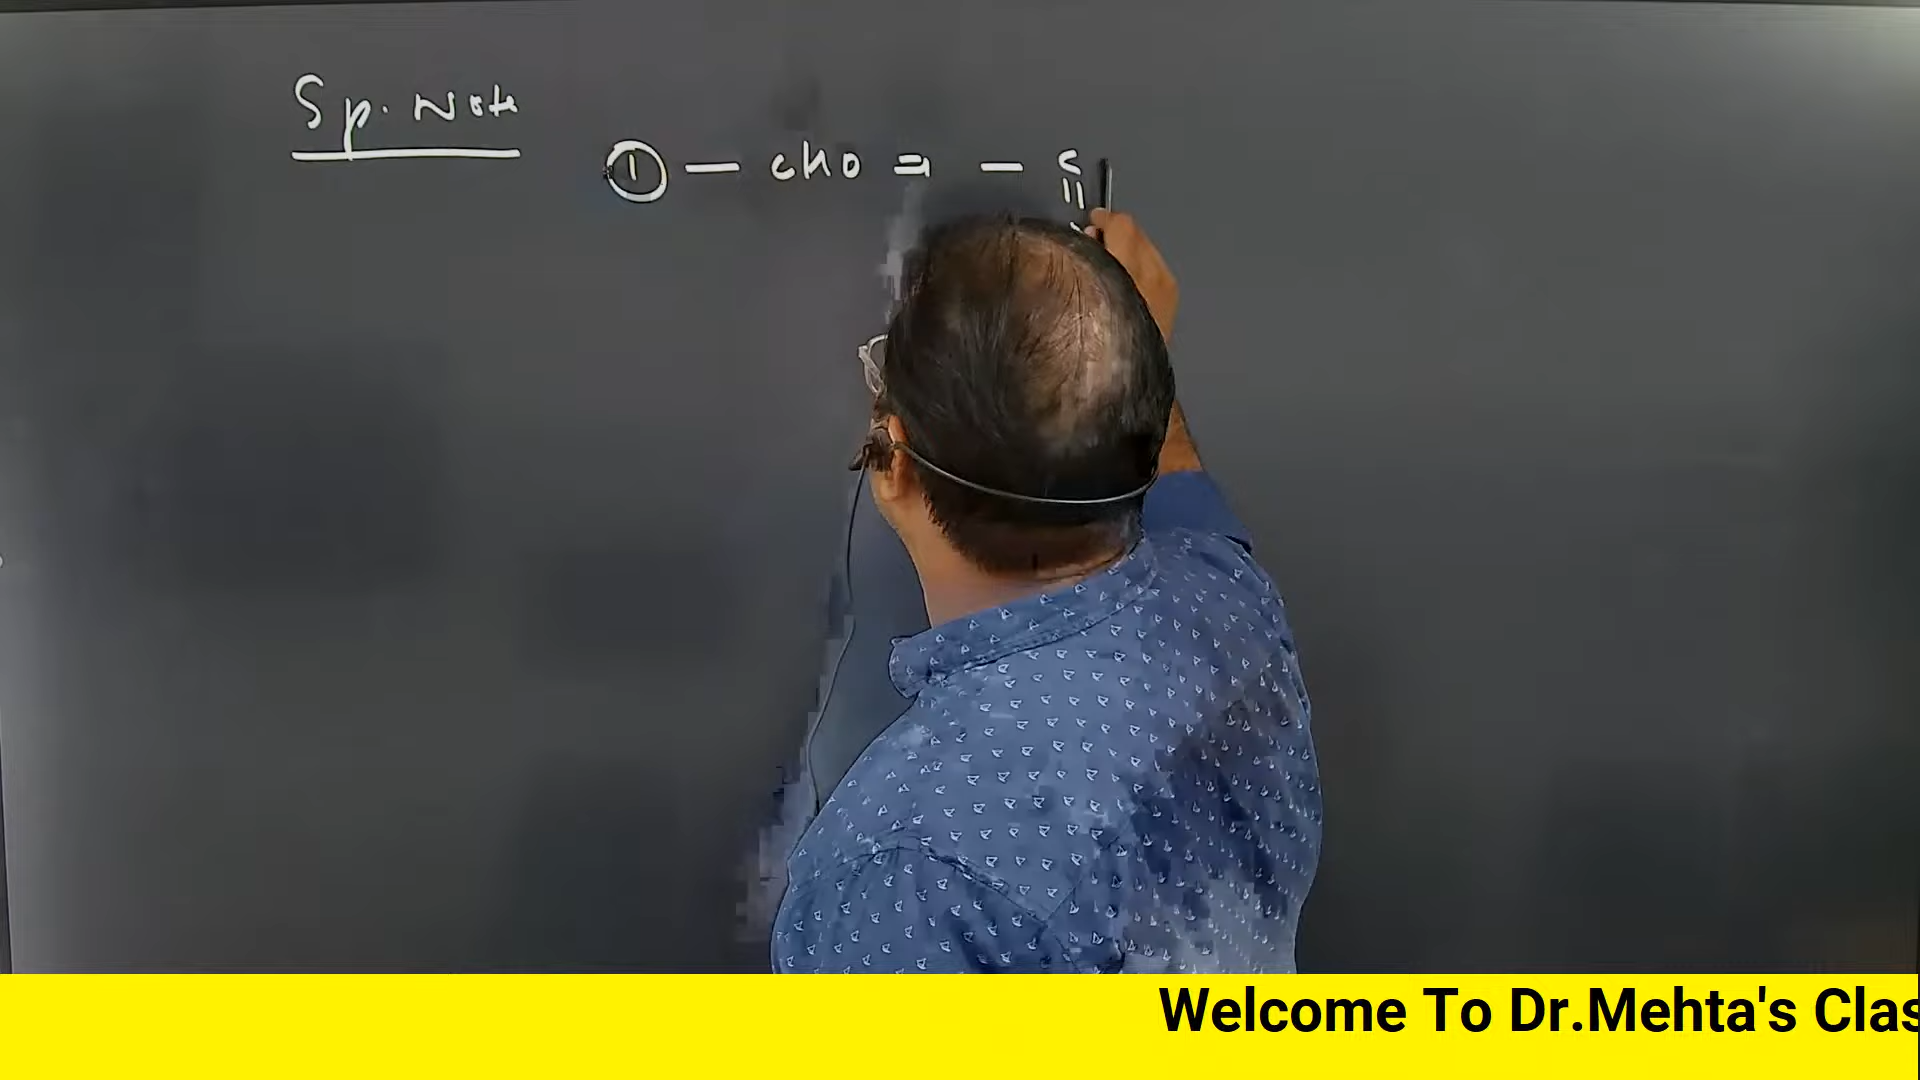 Sp. Note
① — CHO = — C
||
Welcome To Dr.Mehta's Clas